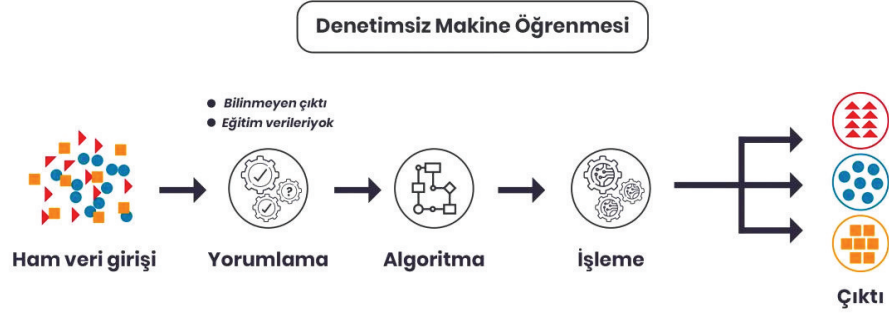 Denetimsiz Makine Öğrenmesi
● Bilinmeyen çıktı
● Eğitim verileriyok
?
Ham veri girişi
Yorumlama
Algoritma
İşleme
Çıktı